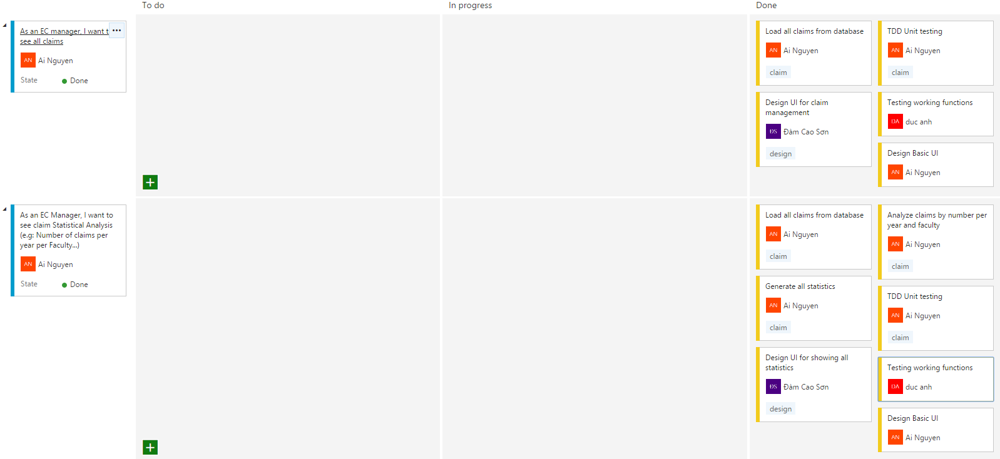 To do
In progress
Done
As an EC manager, I want t
see all claims
AN Ai Nguyen
State Done
Load all claims from database
AN Ai Nguyen
claim
TDD Unit testing
AN Ai Nguyen
claim
Design UI for claim
management
ĐS Đàm Cao Sơn
design
Testing working functions
DA duc anh
Design Basic UI
AN Ai Nguyen
As an EC Manager, I want to
see claim Statistical Analysis
(e.g: Number of claims per
year per Faculty...)
AN Ai Nguyen
State Done
Load all claims from database
AN Ai Nguyen
claim
Analyze claims by number per
year and faculty
AN Ai Nguyen
claim
Generate all statistics
AN Ai Nguyen
claim
TDD Unit testing
AN Ai Nguyen
claim
Design UI for showing all
statistics
ĐS Đàm Cao Sơn
design
Testing working functions
DA duc anh
Design Basic UI
AN Ai Nguyen